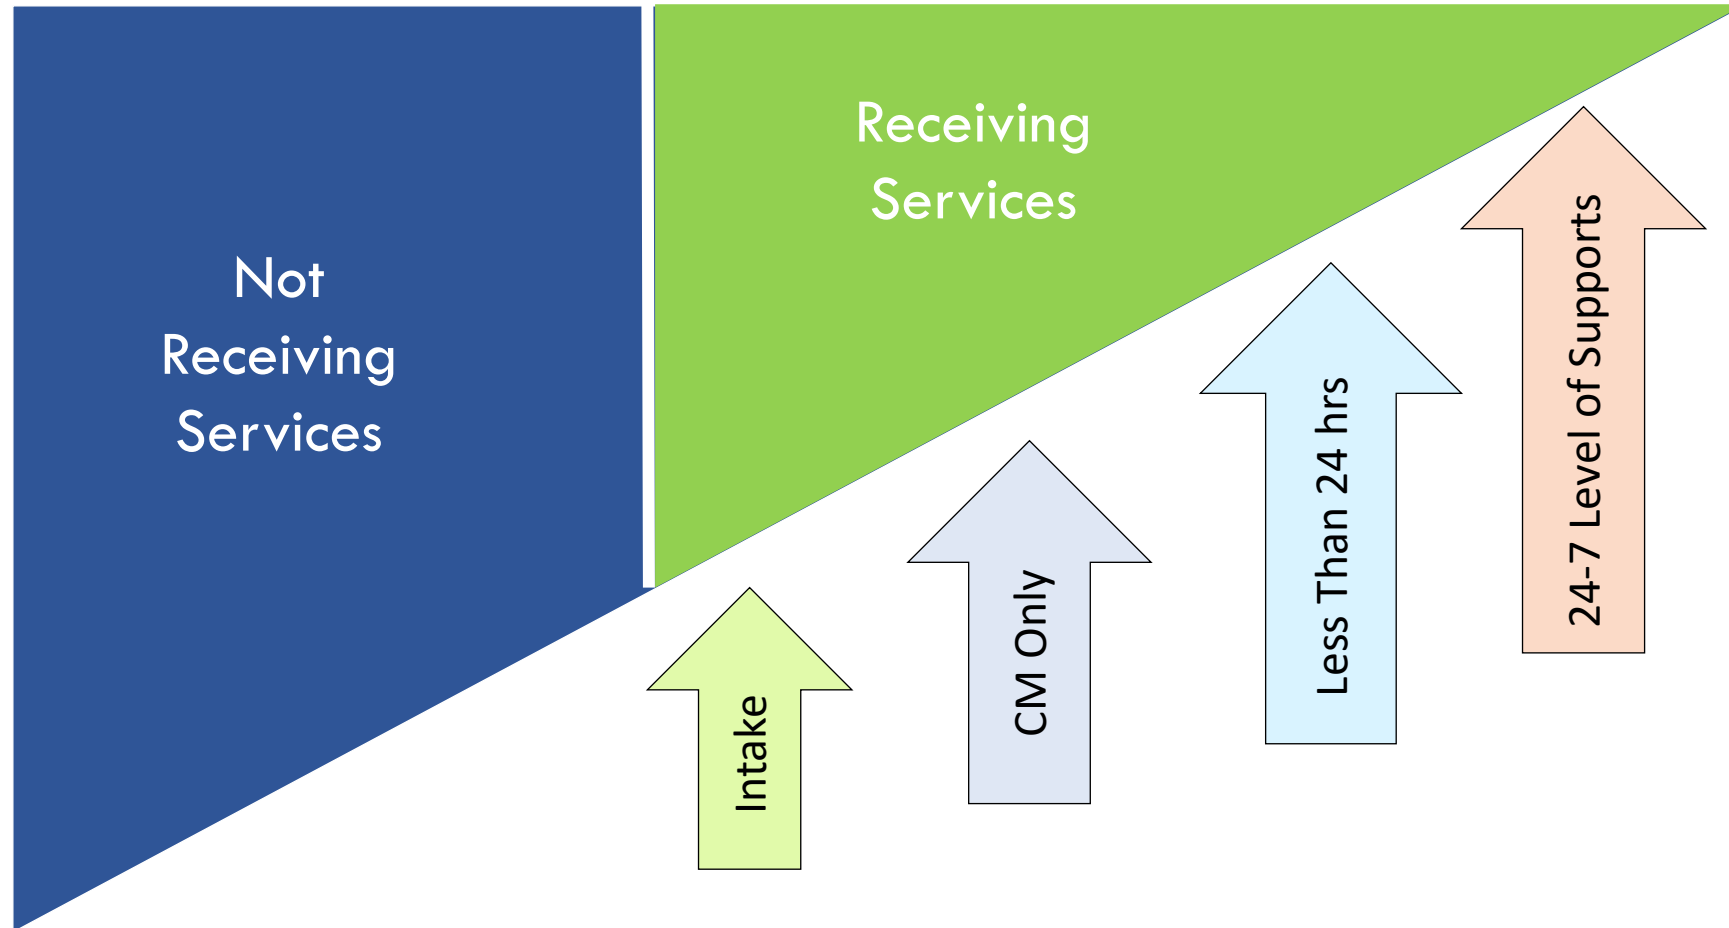 Not
Receiving
Services
Receiving
Services
Intake
CM Only
Less Than 24 hrs
24-7 Level of Supports